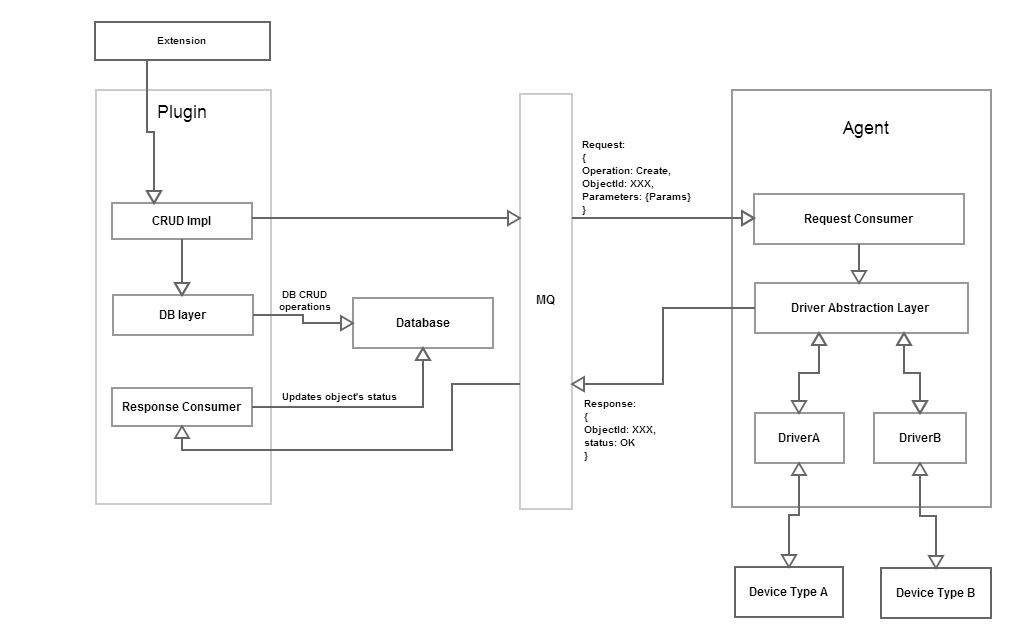 Extension
Plugin
CRUD Impl
DB layer
Response Consumer
DB CRUD
operations
Database
Updates object's status
MQ
Request:
{
Operation: Create,
ObjectId: XXX,
Parameters: {Params}
}
Response:
{
ObjectId: XXX,
status: OK
}
Agent
Request Consumer
Driver Abstraction Layer
DriverA
DriverB
Device Type A
Device Type B